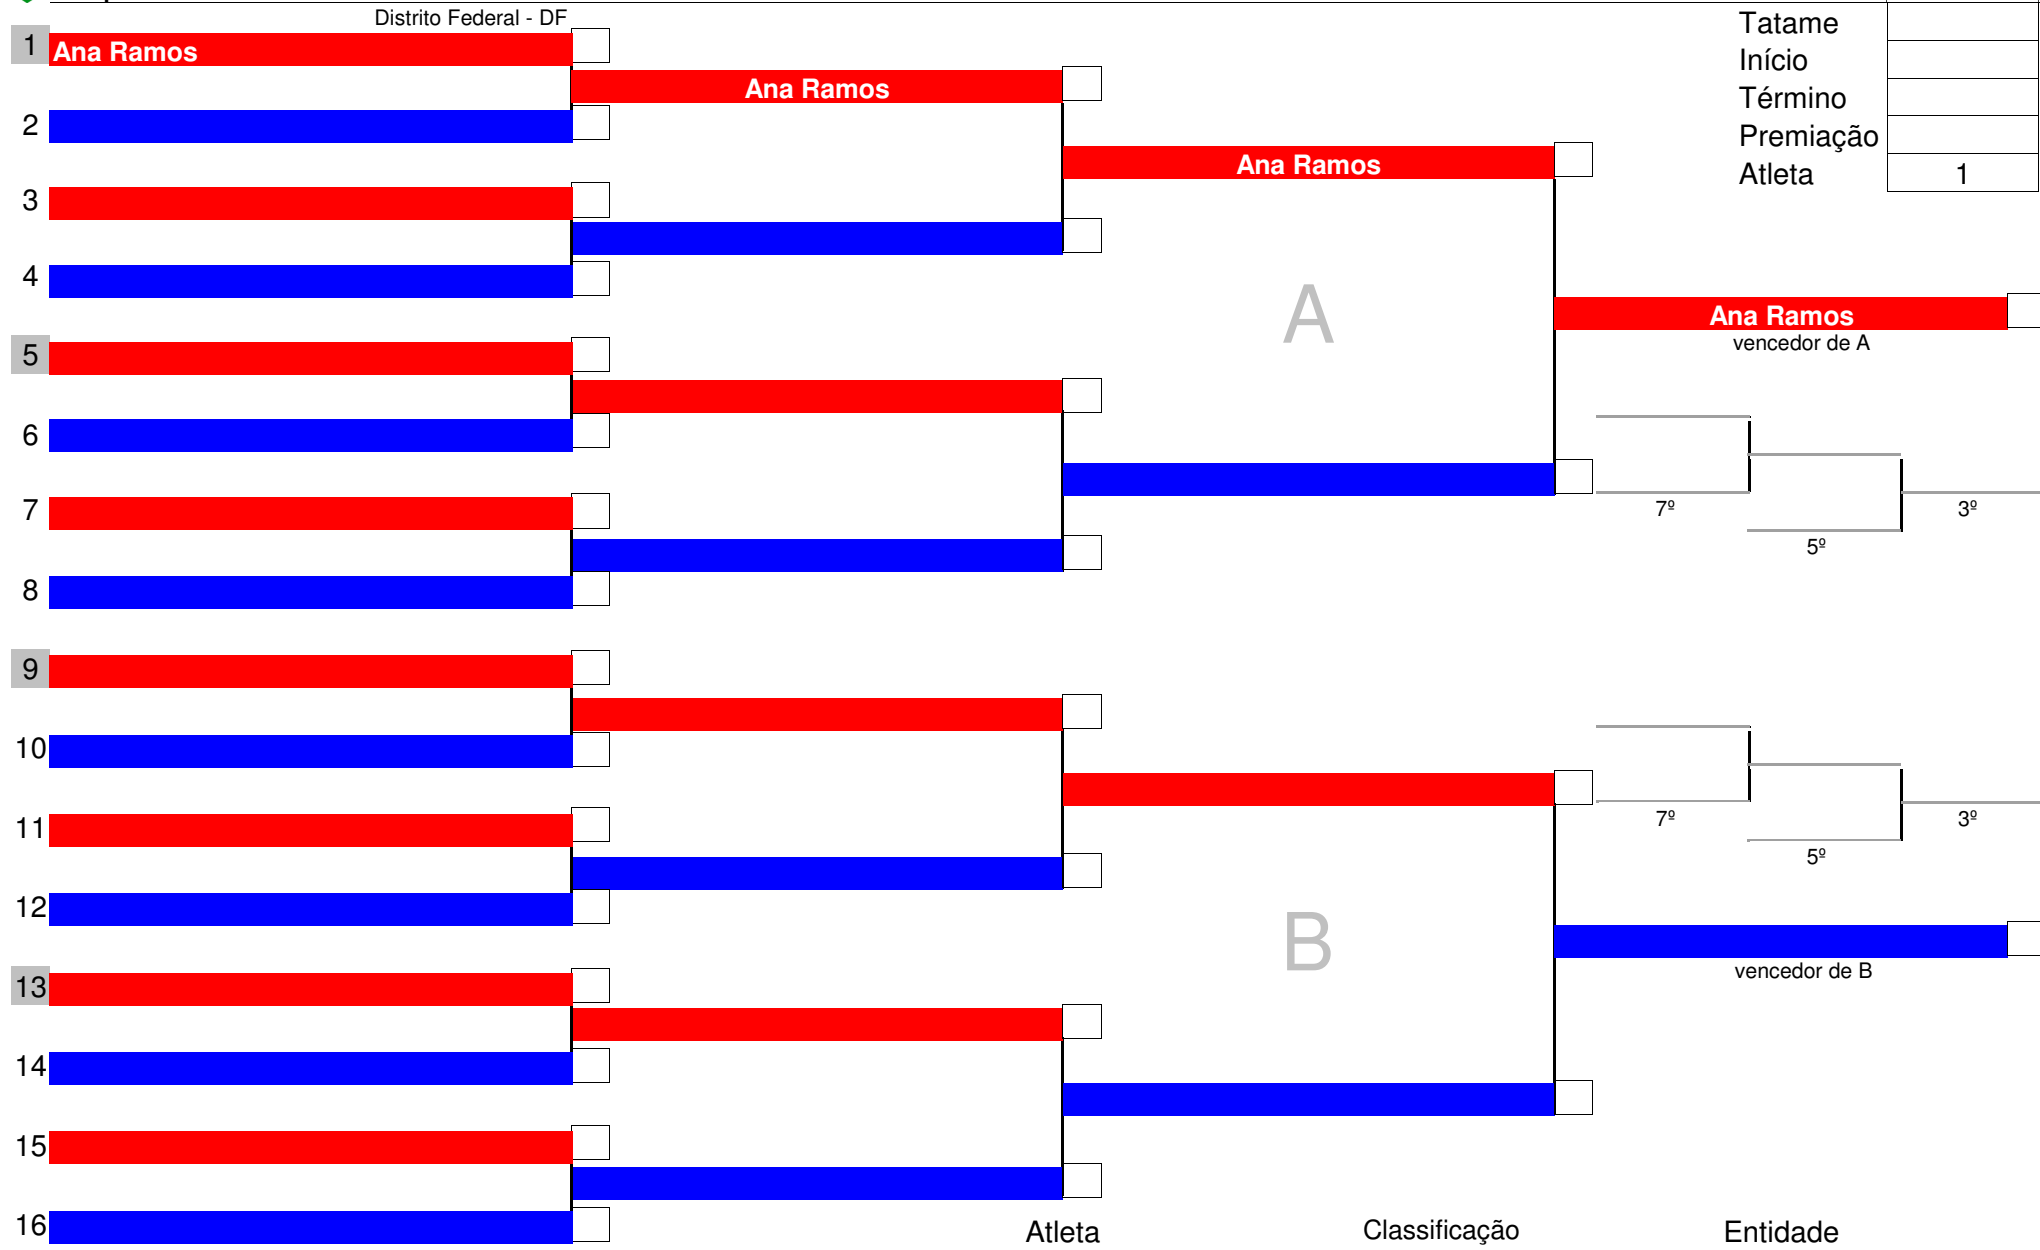 Distrito Federal - DF
Tatame
1
Ana Ramos
Início
Ana Ramos
Término
2
Premiação
Ana Ramos
Atleta 1
3
4
A
Ana Ramos
vencedor de A
5
6
7
7º 3º
5º
8
9
10
11
7º 3º
5º
12
B
vencedor de B
13
14
15
16
Atleta Classificação Entidade